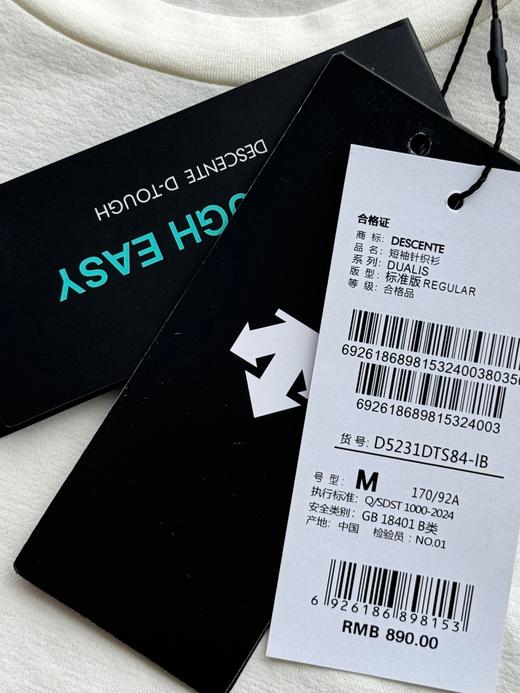 DESCENTE D-TOUGH
UGH EASY
合格证
商 标: DESCENTE
品 名: 短袖针织衫
系 列: DUALIS
版 型: 标准版 REGULAR
等 级: 合格品
69261868981532400380350
692618689815324003
货号: D5231DTS84-IB
号 型: M 170/92A
执行标准: Q/SDST 1000-2024
安全类别: GB 18401 B类
产地: 中国 检验员: NO.01
6 926186 898153
RMB 890.00